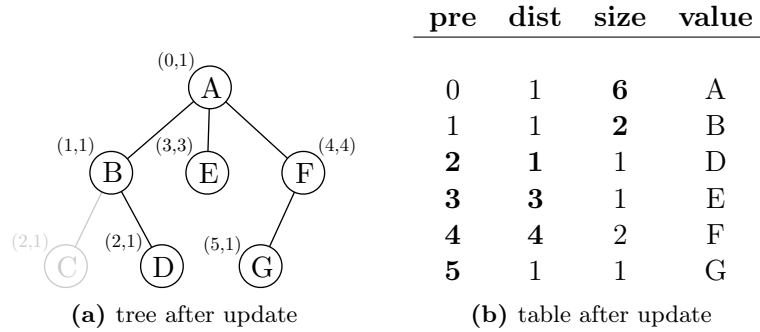 (0,1)
A
(1,1)
B
(3,3)
E
(4,4)
F
(2,1)
C
(2,1)
D
(5,1)
G
(a) tree after update
pre dist size value
0 1 6 A
1 1 2 B
2 1 1 D
3 3 1 E
4 4 2 F
5 1 1 G
(b) table after update